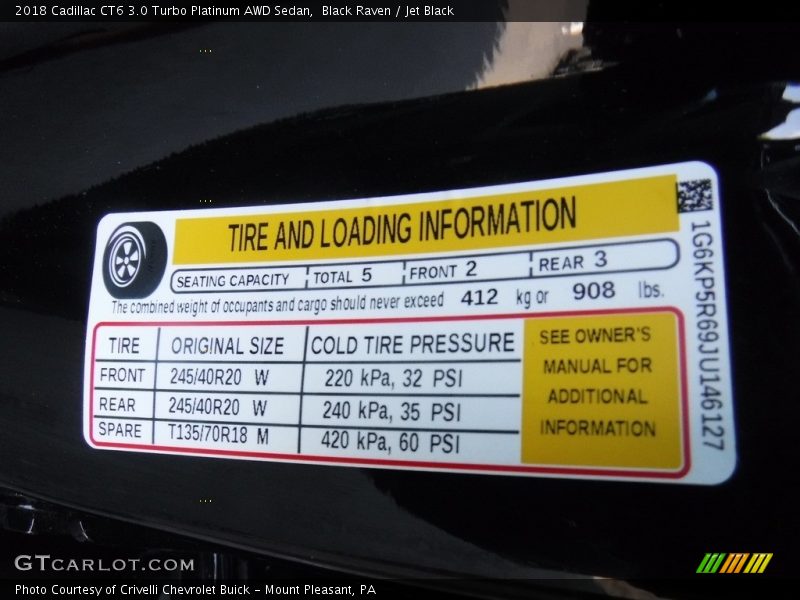 2018 Cadillac CT6 3.0 Turbo Platinum AWD Sedan,  Black Raven / Jet Black
TIRE AND LOADING INFORMATION
SEATING CAPACITY TOTAL 5 FRONT 2 REAR 3
The combined weight of occupants and cargo should never exceed 412 kg or 908 lbs.
TIRE ORIGINAL SIZE COLD TIRE PRESSURE
FRONT 245/40R20 W 220 kPa, 32 PSI
REAR 245/40R20 W 240 kPa, 35 PSI
SPARE T135/70R18 M 420 kPa, 60 PSI
SEE OWNER'S
MANUAL FOR
ADDITIONAL
INFORMATION
1G6KP5R69JU146127
GTCARLOT.COM
Photo Courtesy of Crivelli Chevrolet Buick - Mount Pleasant, PA